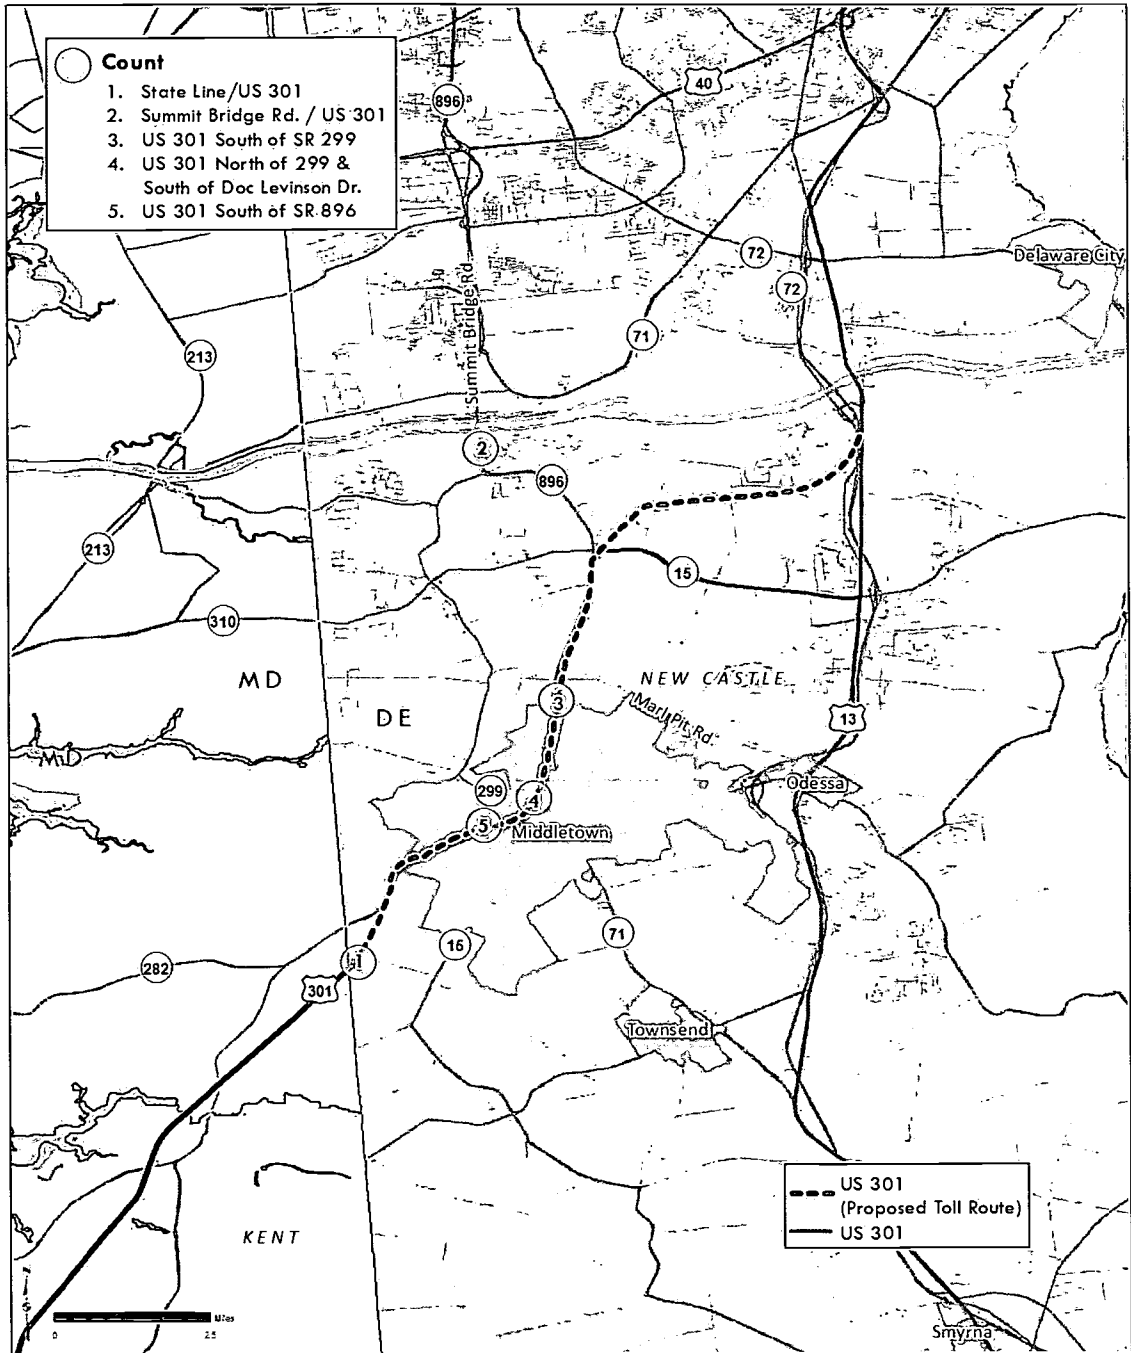 Count
1. State Line/US 301
2. Summit Bridge Rd. / US 301
3. US 301 South of SR 299
4. US 301 North of 299 &
South of Doc Levinson Dr.
5. US 301 South of SR 896
896
40
72
Delaware City
72
Summit Bridge Rd
71
213
2
896
213
15
310
MD
NEW CASTLE
3
DE
Marl Pit Rd.
13
MD
299
4
Odessa
5
Middletown
15
71
1
282
301
Townsend
US 301
(Proposed Toll Route)
US 301
KENT
Miles
0
2.5
Smyrna